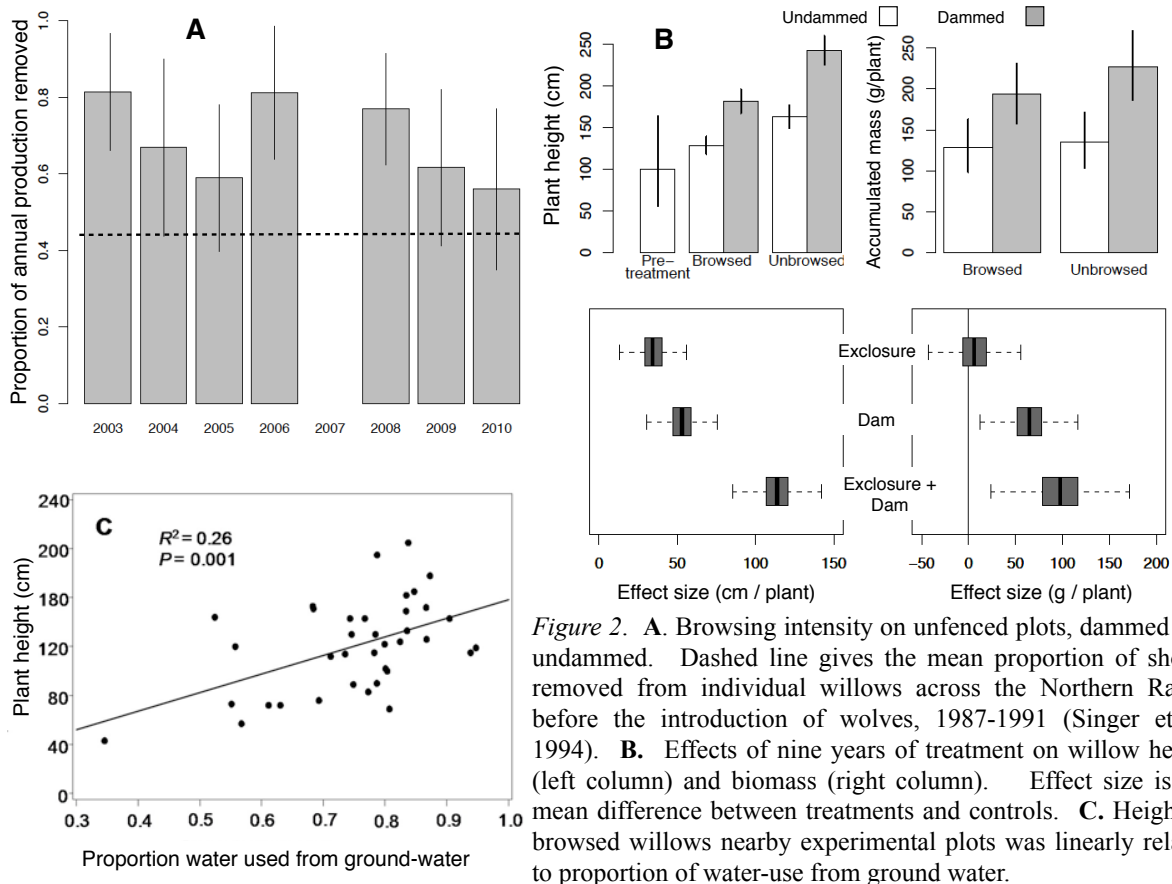 A
Proportion of annual production removed
1.0
0.8
0.6
0.4
0.2
0.0
2003 2004 2005 2006 2007 2008 2009 2010
Undammed Dammed
B
Plant height (cm)
250
200
150
100
50
0
Pre-
treatment Browsed Unbrowsed
Accumulated mass (g/plant)
250
200
150
100
50
0
Browsed Unbrowsed
Exclosure
Dam
Exclosure +
Dam
0 50 100 150
Effect size (cm / plant)
−50 0 50 100 150 200
Effect size (g / plant)
C
R² = 0.26
P = 0.001
Plant height (cm)
240
200
180
120
80
40
0
0.3 0.4 0.5 0.6 0.7 0.8 0.9 1.0
Proportion water used from ground-water
Figure 2. A. Browsing intensity on unfenced plots, dammed
undammed. Dashed line gives the mean proportion of sho
removed from individual willows across the Northern Ra
before the introduction of wolves, 1987-1991 (Singer et
1994). B. Effects of nine years of treatment on willow he
(left column) and biomass (right column). Effect size is
mean difference between treatments and controls. C. Heigh
browsed willows nearby experimental plots was linearly rela
to proportion of water-use from ground water.